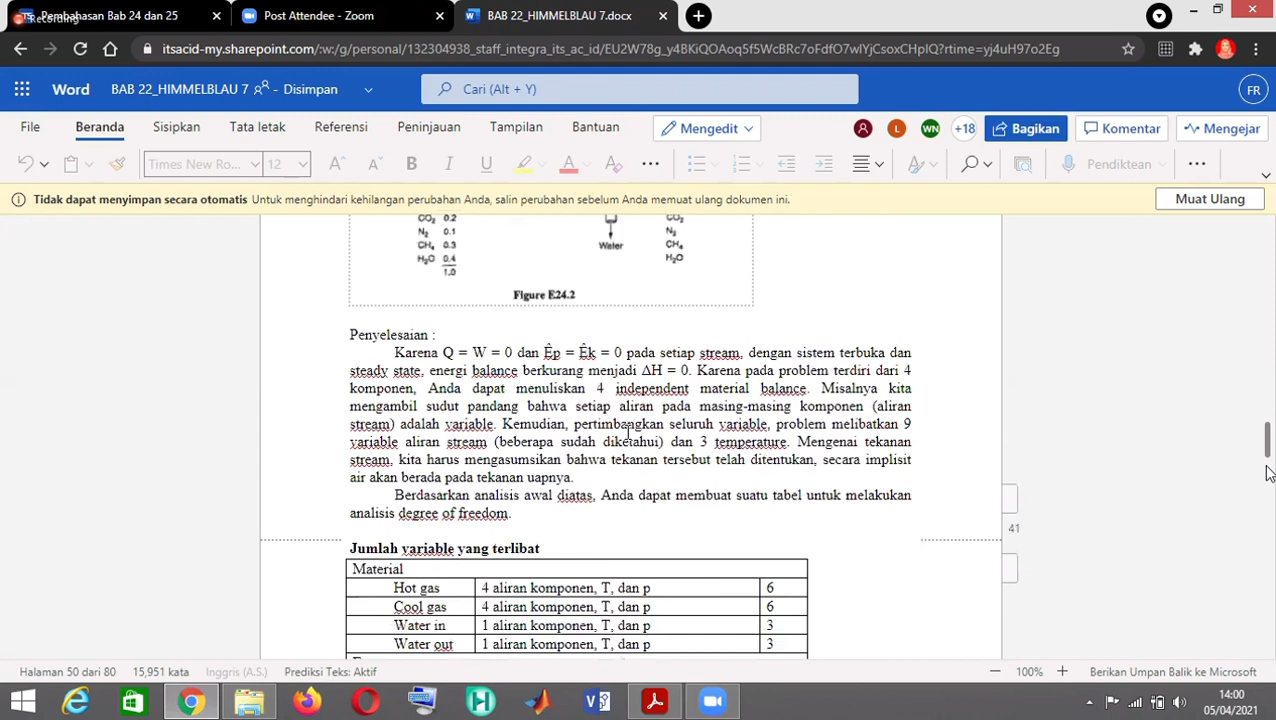 Recording
Pembahasan Bab 24 dan 25
Post Attendee - Zoom
BAB 22_HIMMELBLAU 7.docx
itsacid-my.sharepoint.com/:w:/g/personal/132304938_staff_integra_its_ac_id/EU2W78g_y4BKiQOAoq5f5WcBRc7oFdfO7wIYjCsoxCHpIQ?rtime=yj4uH97o2Eg
Word
BAB 22_HIMMELBLAU 7
- Disimpan
Cari (Alt + Y)
FR
File
Beranda
Sisipkan
Tata letak
Referensi
Peninjauan
Tampilan
Bantuan
Mengedit
L
WN
+18
Bagikan
Komentar
Mengejar
Times New Ro...
12
Pendiktean
Tidak dapat menyimpan secara otomatis Untuk menghindari kehilangan perubahan Anda, salin perubahan sebelum Anda memuat ulang dokumen ini.
Muat Ulang
CO₂ 0.2
N₂ 0.1
CH₄ 0.3
H₂O 0.4
1.0
Water
CO₂
N₂
CH₄
H₂O
Figure E24.2
Penyelesaian :
Karena Q = W = 0 dan Êp = Êk = 0 pada setiap stream, dengan sistem terbuka dan
steady state, energi balance berkurang menjadi ΔH = 0. Karena pada problem terdiri dari 4
komponen, Anda dapat menuliskan 4 independent material balance. Misalnya kita
mengambil sudut pandang bahwa setiap aliran pada masing-masing komponen (aliran
stream) adalah variable. Kemudian, pertimbangkan seluruh variable, problem melibatkan 9
variable aliran stream (beberapa sudah diketahui) dan 3 temperature. Mengenai tekanan
stream, kita harus mengasumsikan bahwa tekanan tersebut telah ditentukan, secara implisit
air akan berada pada tekanan uapnya.
Berdasarkan analisis awal diatas, Anda dapat membuat suatu tabel untuk melakukan
analisis degree of freedom.
41
Jumlah variable yang terlibat
Material
Hot gas 4 aliran komponen, T, dan p 6
Cool gas 4 aliran komponen, T, dan p 6
Water in 1 aliran komponen, T, dan p 3
Water out 1 aliran komponen, T, dan p 3
Halaman 50 dari 80
15,951 kata
Inggris (A.S.)
Prediksi Teks: Aktif
100%
Berikan Umpan Balik ke Microsoft
14:00
05/04/2021